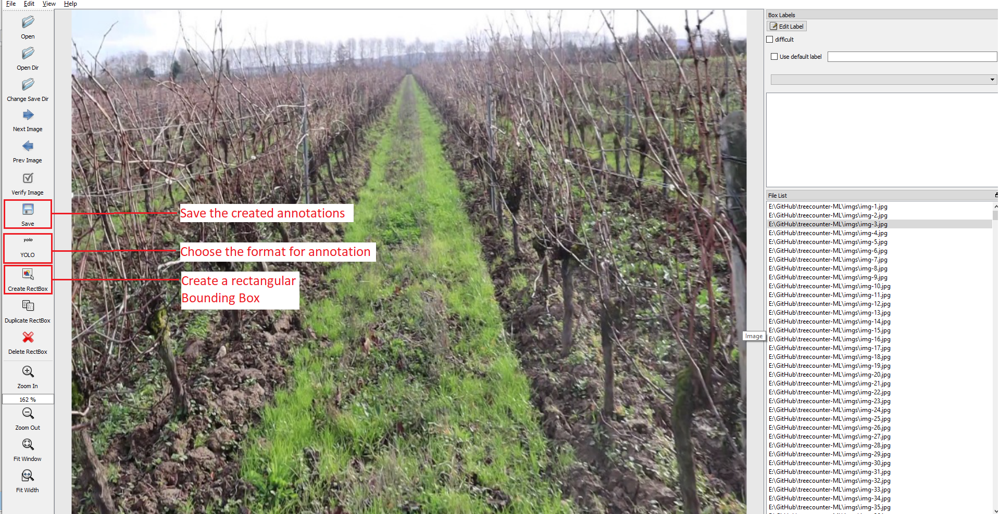 File Edit View Help
Open
Open Dir
Change Save Dir
Next Image
Prev Image
Verify Image
Save
yolo
YOLO
Create RectBox
Duplicate RectBox
Delete RectBox
Zoom In
162 %
Zoom Out
Fit Window
Fit Width
Save the created annotations
Choose the format for annotation
Create a rectangular
Bounding Box
Image
Box Labels
Edit Label
difficult
Use default label
File List
E:\GitHub\treecounter-ML\imgs\img-1.jpg
E:\GitHub\treecounter-ML\imgs\img-2.jpg
E:\GitHub\treecounter-ML\imgs\img-3.jpg
E:\GitHub\treecounter-ML\imgs\img-4.jpg
E:\GitHub\treecounter-ML\imgs\img-5.jpg
E:\GitHub\treecounter-ML\imgs\img-6.jpg
E:\GitHub\treecounter-ML\imgs\img-7.jpg
E:\GitHub\treecounter-ML\imgs\img-8.jpg
E:\GitHub\treecounter-ML\imgs\img-9.jpg
E:\GitHub\treecounter-ML\imgs\img-10.jpg
E:\GitHub\treecounter-ML\imgs\img-11.jpg
E:\GitHub\treecounter-ML\imgs\img-12.jpg
E:\GitHub\treecounter-ML\imgs\img-13.jpg
E:\GitHub\treecounter-ML\imgs\img-14.jpg
E:\GitHub\treecounter-ML\imgs\img-15.jpg
E:\GitHub\treecounter-ML\imgs\img-16.jpg
E:\GitHub\treecounter-ML\imgs\img-17.jpg
E:\GitHub\treecounter-ML\imgs\img-18.jpg
E:\GitHub\treecounter-ML\imgs\img-19.jpg
E:\GitHub\treecounter-ML\imgs\img-20.jpg
E:\GitHub\treecounter-ML\imgs\img-21.jpg
E:\GitHub\treecounter-ML\imgs\img-22.jpg
E:\GitHub\treecounter-ML\imgs\img-23.jpg
E:\GitHub\treecounter-ML\imgs\img-24.jpg
E:\GitHub\treecounter-ML\imgs\img-25.jpg
E:\GitHub\treecounter-ML\imgs\img-26.jpg
E:\GitHub\treecounter-ML\imgs\img-27.jpg
E:\GitHub\treecounter-ML\imgs\img-28.jpg
E:\GitHub\treecounter-ML\imgs\img-29.jpg
E:\GitHub\treecounter-ML\imgs\img-30.jpg
E:\GitHub\treecounter-ML\imgs\img-31.jpg
E:\GitHub\treecounter-ML\imgs\img-32.jpg
E:\GitHub\treecounter-ML\imgs\img-33.jpg
E:\GitHub\treecounter-ML\imgs\img-34.jpg
E:\GitHub\treecounter-ML\imgs\img-35.jpg